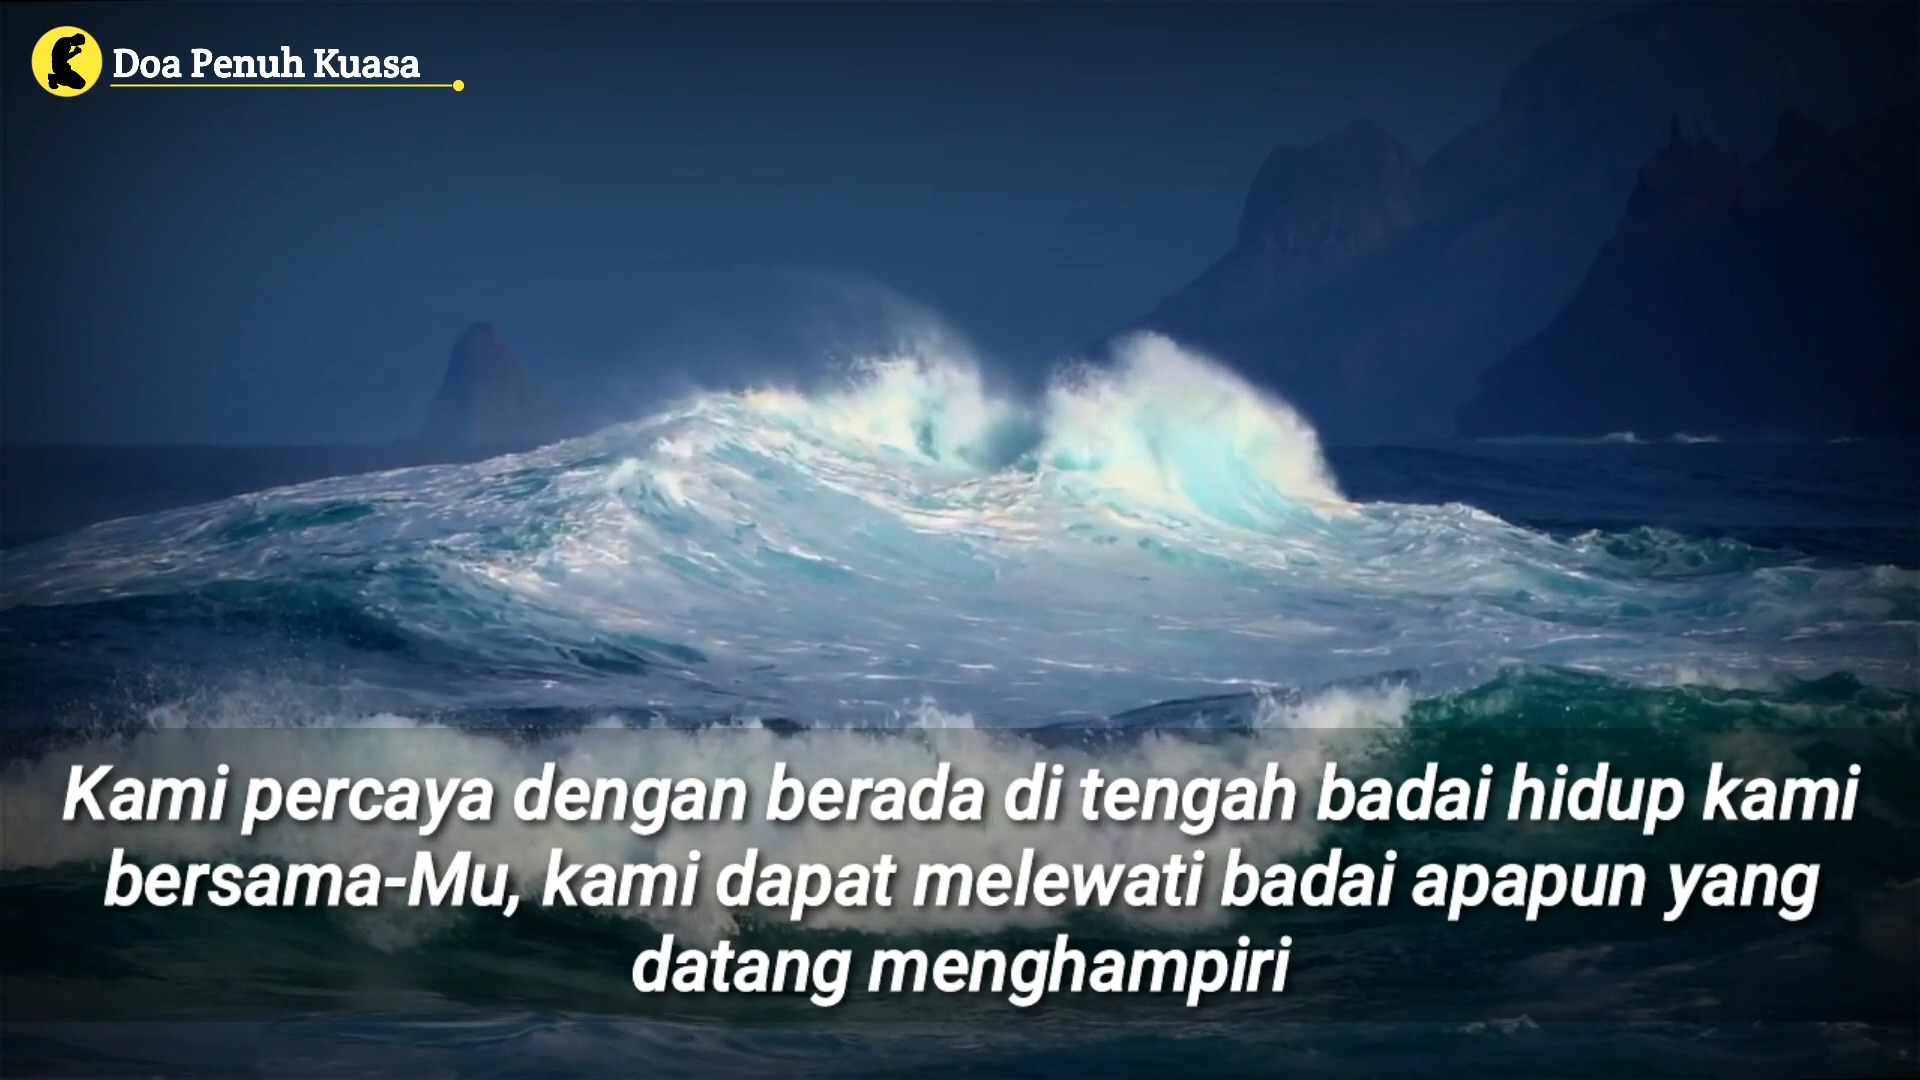 Doa Penuh Kuasa
Kami percaya dengan berada di tengah badai hidup kami
bersama-Mu, kami dapat melewati badai apapun yang
datang menghampiri